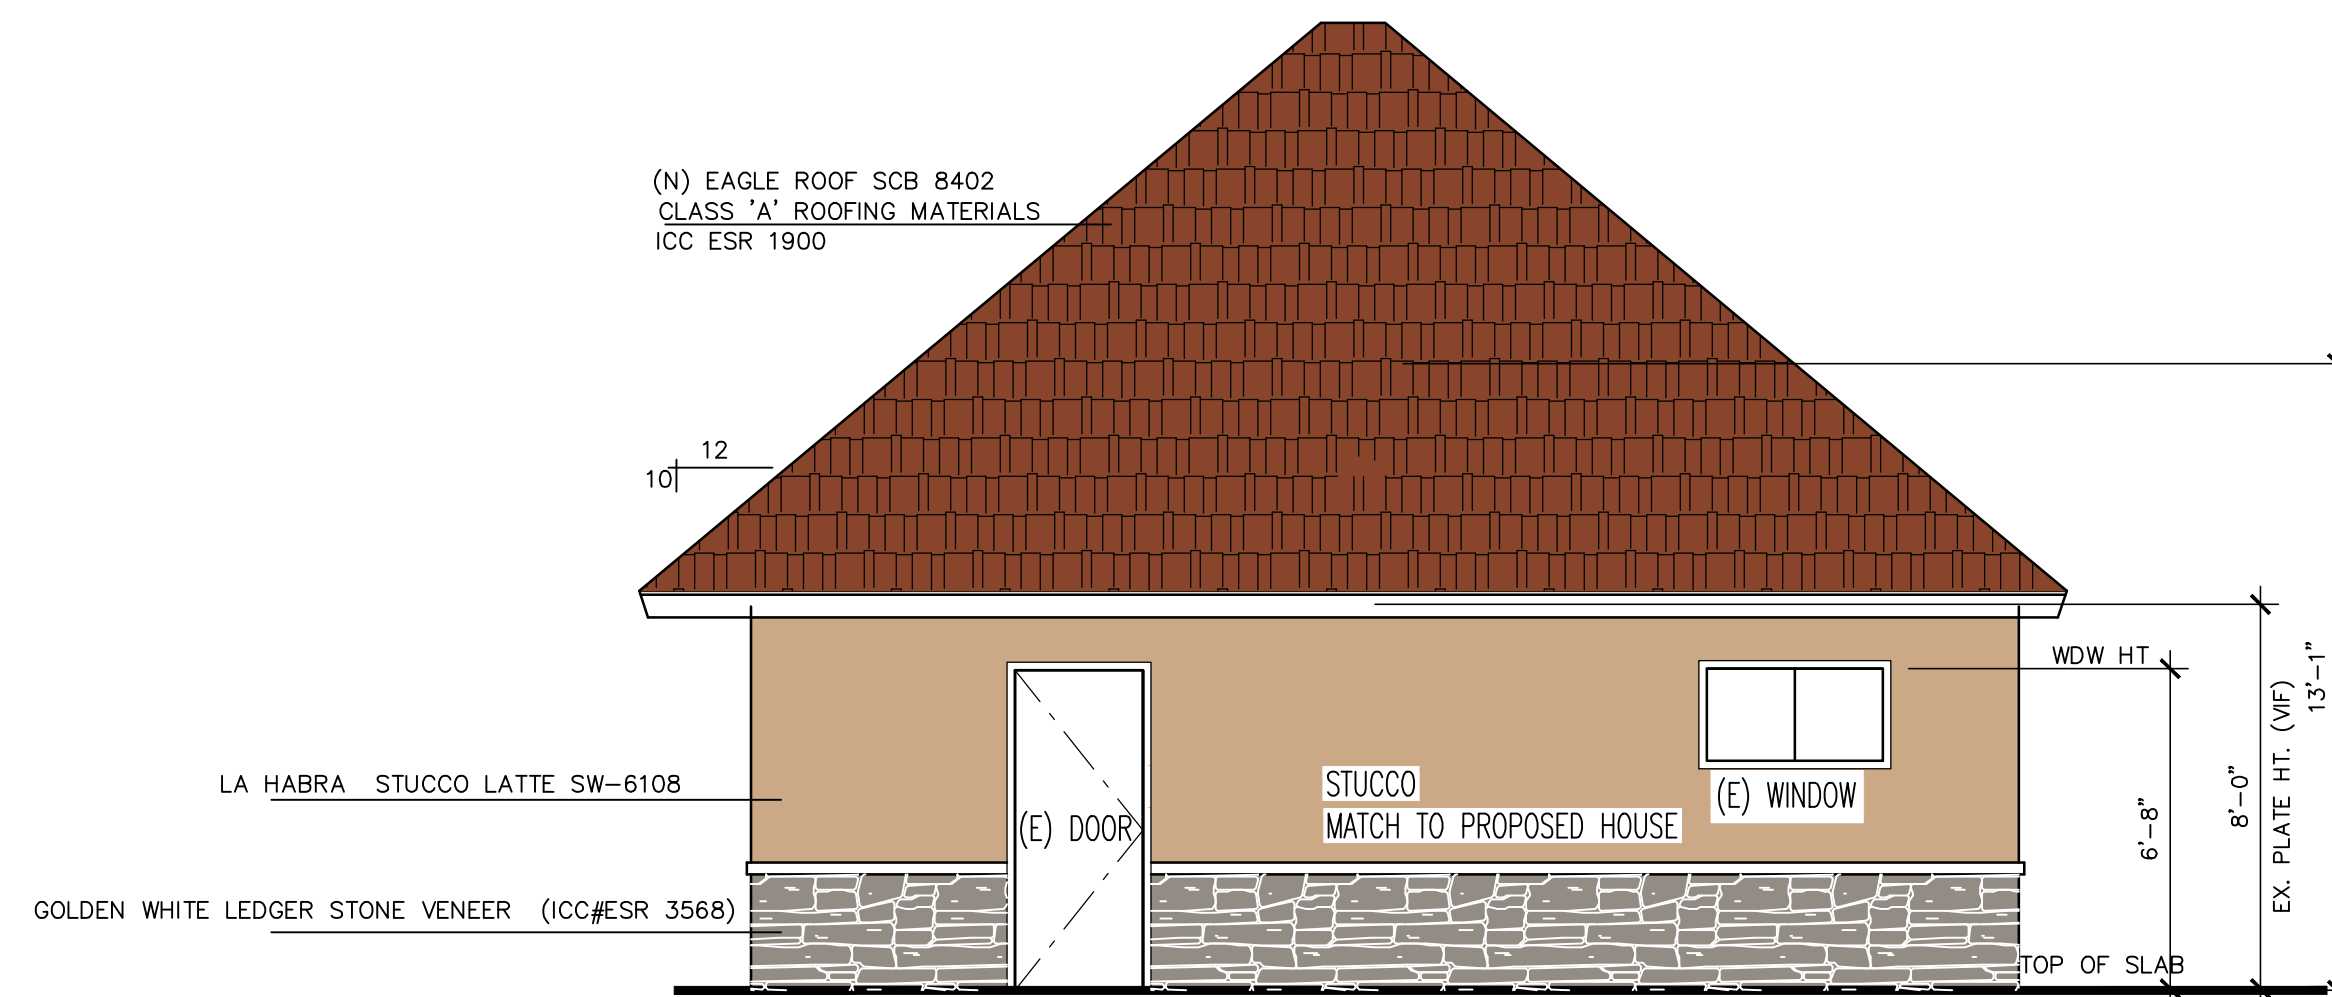 (N) EAGLE ROOF SCB 8402
CLASS 'A' ROOFING MATERIALS
ICC ESR 1900
12
10
WDW HT
13'-1"
EX. PLATE HT. (VIF)
8'-0"
6'-8"
LA HABRA STUCCO LATTE SW-6108
STUCCO
MATCH TO PROPOSED HOUSE
(E) WINDOW
(E) DOOR
GOLDEN WHITE LEDGER STONE VENEER (ICC#ESR 3568)
TOP OF SLAB